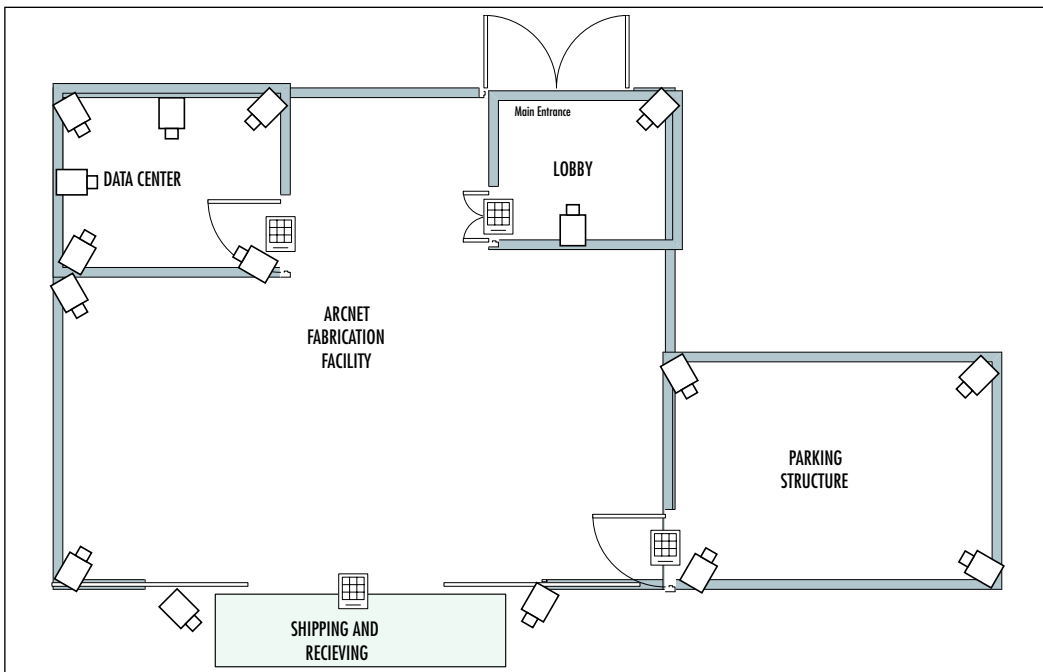 Main Entrance
LOBBY
DATA CENTER
ARCNET
FABRICATION
FACILITY
PARKING
STRUCTURE
SHIPPING AND
RECIEVING